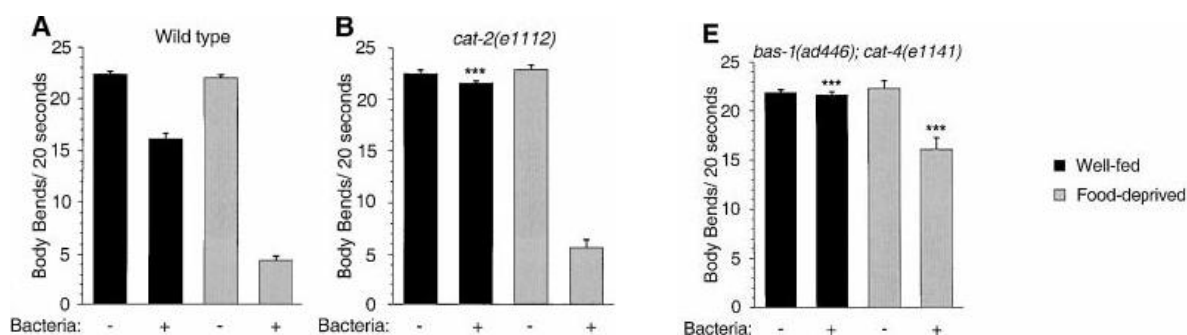 A
Wild type
Body Bends/ 20 seconds
25
20
15
10
5
0
Bacteria: - + - +
B
cat-2(e1112)
Body Bends/ 20 seconds
25
20
15
10
5
0
***
Bacteria: - + - +
E
bas-1(ad446); cat-4(e1141)
Body Bends/ 20 seconds
25
20
15
10
5
0
***
***
Bacteria: - + - +
Well-fed
Food-deprived